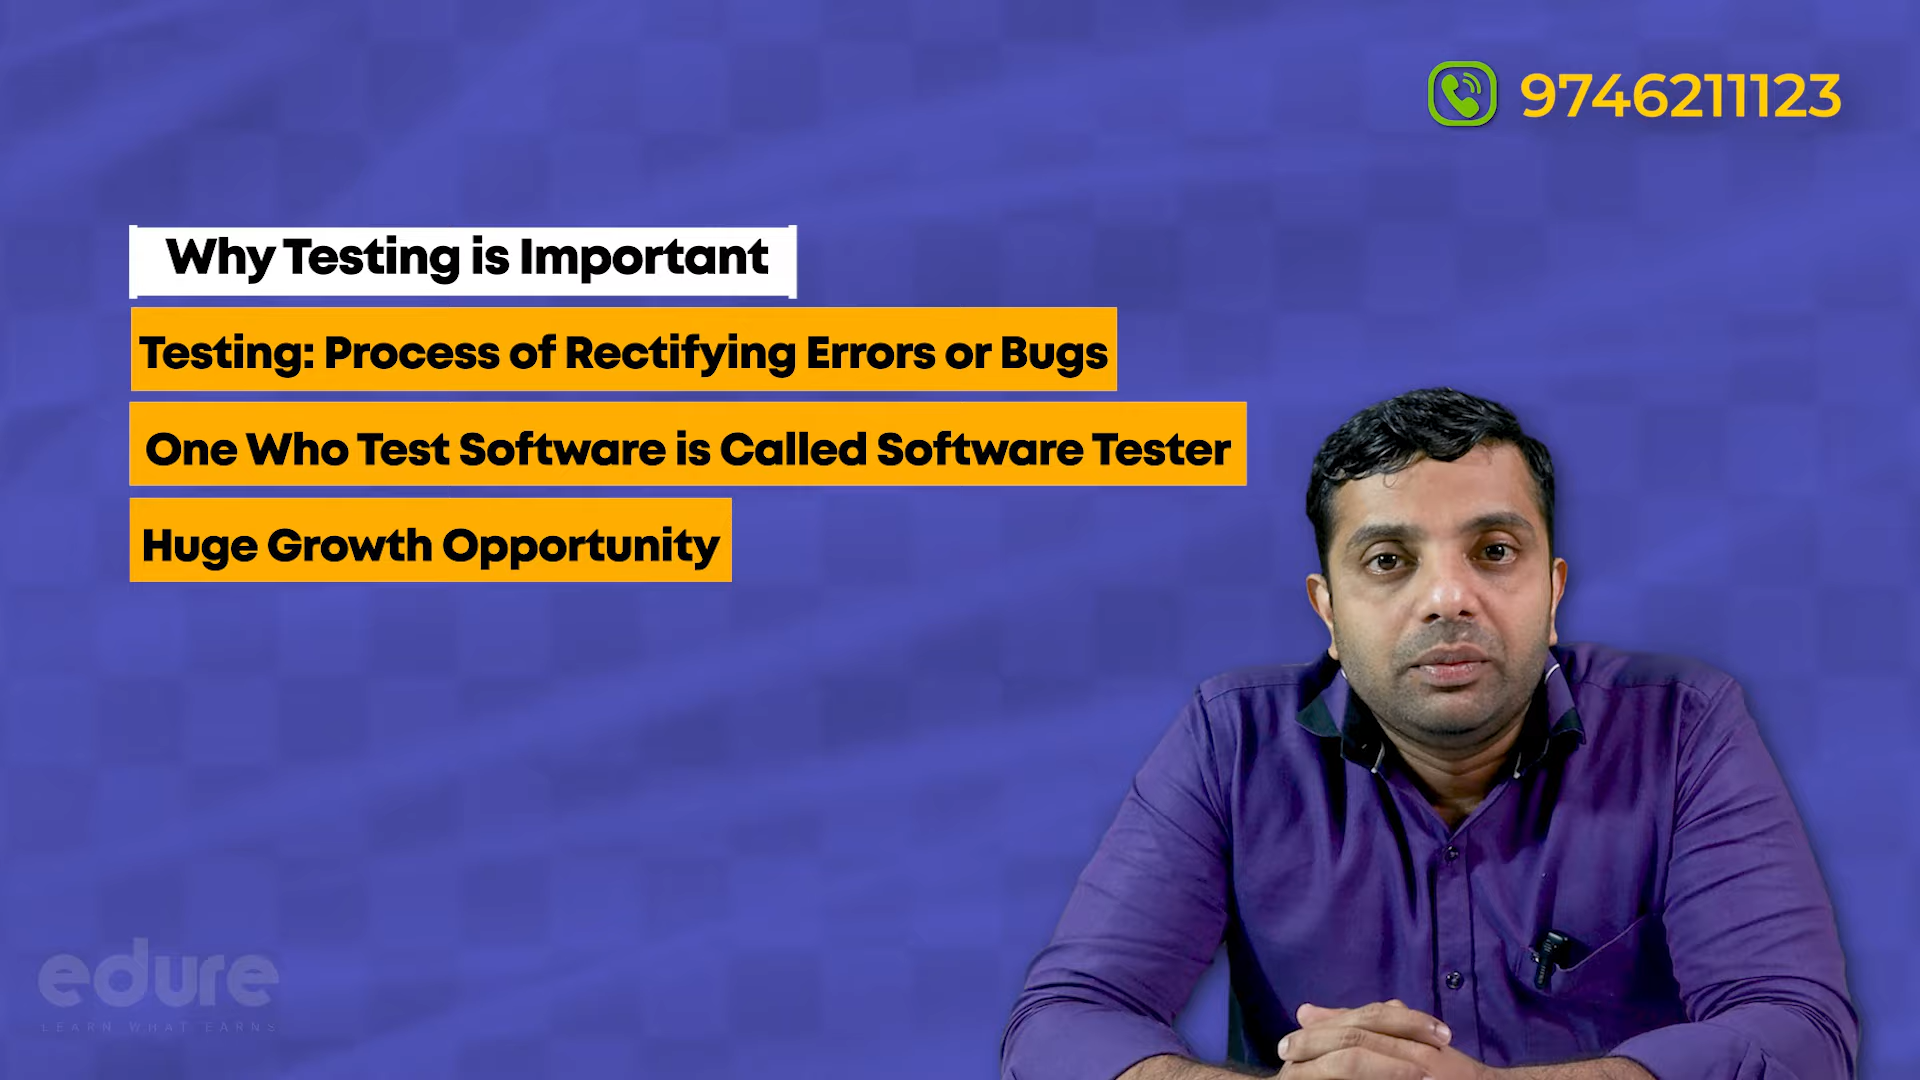 9746211123
Why Testing is Important
Testing: Process of Rectifying Errors or Bugs
One Who Test Software is Called Software Tester
Huge Growth Opportunity
edure
LEARN WHAT EARNS